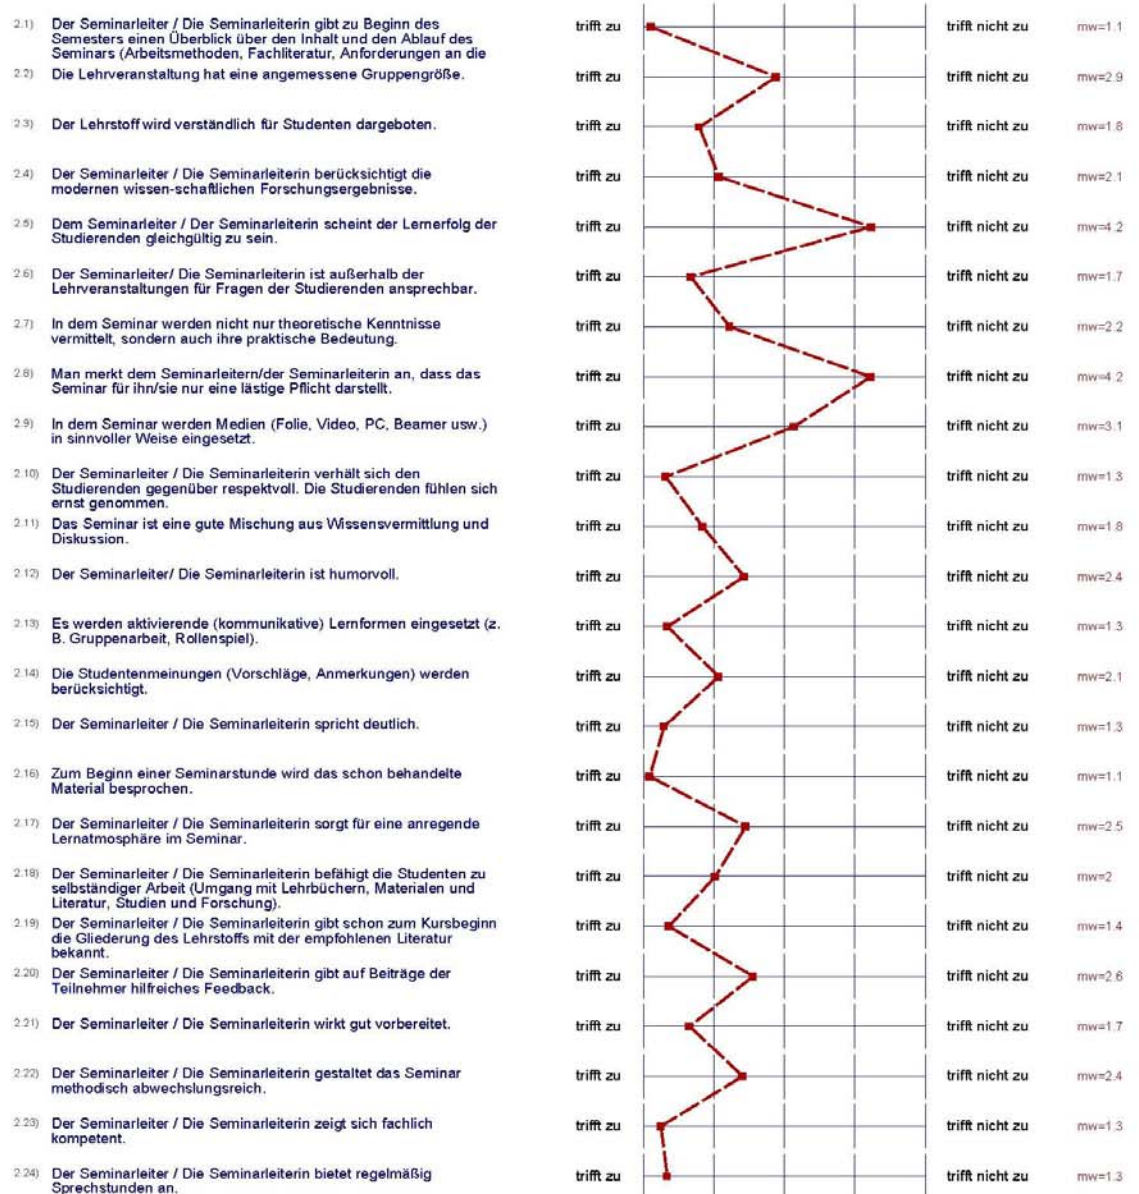 2.1) Der Seminarleiter / Die Seminarleiterin gibt zu Beginn des
Semesters einen Überblick über den Inhalt und den Ablauf des
Seminars (Arbeitsmethoden, Fachliteratur, Anforderungen an die
trifft zu trifft nicht zu mw=1.1
2.2) Die Lehrveranstaltung hat eine angemessene Gruppengröße.
trifft zu trifft nicht zu mw=2.9
2.3) Der Lehrstoff wird verständlich für Studenten dargeboten.
trifft zu trifft nicht zu mw=1.8
2.4) Der Seminarleiter / Die Seminarleiterin berücksichtigt die
modernen wissen-schaftlichen Forschungsergebnisse.
trifft zu trifft nicht zu mw=2.1
2.5) Dem Seminarleiter / Der Seminarleiterin scheint der Lernerfolg der
Studierenden gleichgültig zu sein.
trifft zu trifft nicht zu mw=4.2
2.6) Der Seminarleiter/ Die Seminarleiterin ist außerhalb der
Lehrveranstaltungen für Fragen der Studierenden ansprechbar.
trifft zu trifft nicht zu mw=1.7
2.7) In dem Seminar werden nicht nur theoretische Kenntnisse
vermittelt, sondern auch ihre praktische Bedeutung.
trifft zu trifft nicht zu mw=2.2
2.8) Man merkt dem Seminarleitern/der Seminarleiterin an, dass das
Seminar für ihn/sie nur eine lästige Pflicht darstellt.
trifft zu trifft nicht zu mw=4.2
2.9) In dem Seminar werden Medien (Folie, Video, PC, Beamer usw.)
in sinnvoller Weise eingesetzt.
trifft zu trifft nicht zu mw=3.1
2.10) Der Seminarleiter / Die Seminarleiterin verhält sich den
Studierenden gegenüber respektvoll. Die Studierenden fühlen sich
ernst genommen.
trifft zu trifft nicht zu mw=1.3
2.11) Das Seminar ist eine gute Mischung aus Wissensvermittlung und
Diskussion.
trifft zu trifft nicht zu mw=1.8
2.12) Der Seminarleiter/ Die Seminarleiterin ist humorvoll.
trifft zu trifft nicht zu mw=2.4
2.13) Es werden aktivierende (kommunikative) Lernformen eingesetzt (z.
B. Gruppenarbeit, Rollenspiel).
trifft zu trifft nicht zu mw=1.3
2.14) Die Studentenmeinungen (Vorschläge, Anmerkungen) werden
berücksichtigt.
trifft zu trifft nicht zu mw=2.1
2.15) Der Seminarleiter / Die Seminarleiterin spricht deutlich.
trifft zu trifft nicht zu mw=1.3
2.16) Zum Beginn einer Seminarstunde wird das schon behandelte
Material besprochen.
trifft zu trifft nicht zu mw=1.1
2.17) Der Seminarleiter / Die Seminarleiterin sorgt für eine anregende
Lernatmosphäre im Seminar.
trifft zu trifft nicht zu mw=2.5
2.18) Der Seminarleiter / Die Seminarleiterin befähigt die Studenten zu
selbständiger Arbeit (Umgang mit Lehrbüchern, Materialen und
Literatur, Studien und Forschung).
trifft zu trifft nicht zu mw=2
2.19) Der Seminarleiter / Die Seminarleiterin gibt schon zum Kursbeginn
die Gliederung des Lehrstoffs mit der empfohlenen Literatur
bekannt.
trifft zu trifft nicht zu mw=1.4
2.20) Der Seminarleiter / Die Seminarleiterin gibt auf Beiträge der
Teilnehmer hilfreiches Feedback.
trifft zu trifft nicht zu mw=2.6
2.21) Der Seminarleiter / Die Seminarleiterin wirkt gut vorbereitet.
trifft zu trifft nicht zu mw=1.7
2.22) Der Seminarleiter / Die Seminarleiterin gestaltet das Seminar
methodisch abwechslungsreich.
trifft zu trifft nicht zu mw=2.4
2.23) Der Seminarleiter / Die Seminarleiterin zeigt sich fachlich
kompetent.
trifft zu trifft nicht zu mw=1.3
2.24) Der Seminarleiter / Die Seminarleiterin bietet regelmäßig
Sprechstunden an.
trifft zu trifft nicht zu mw=1.3